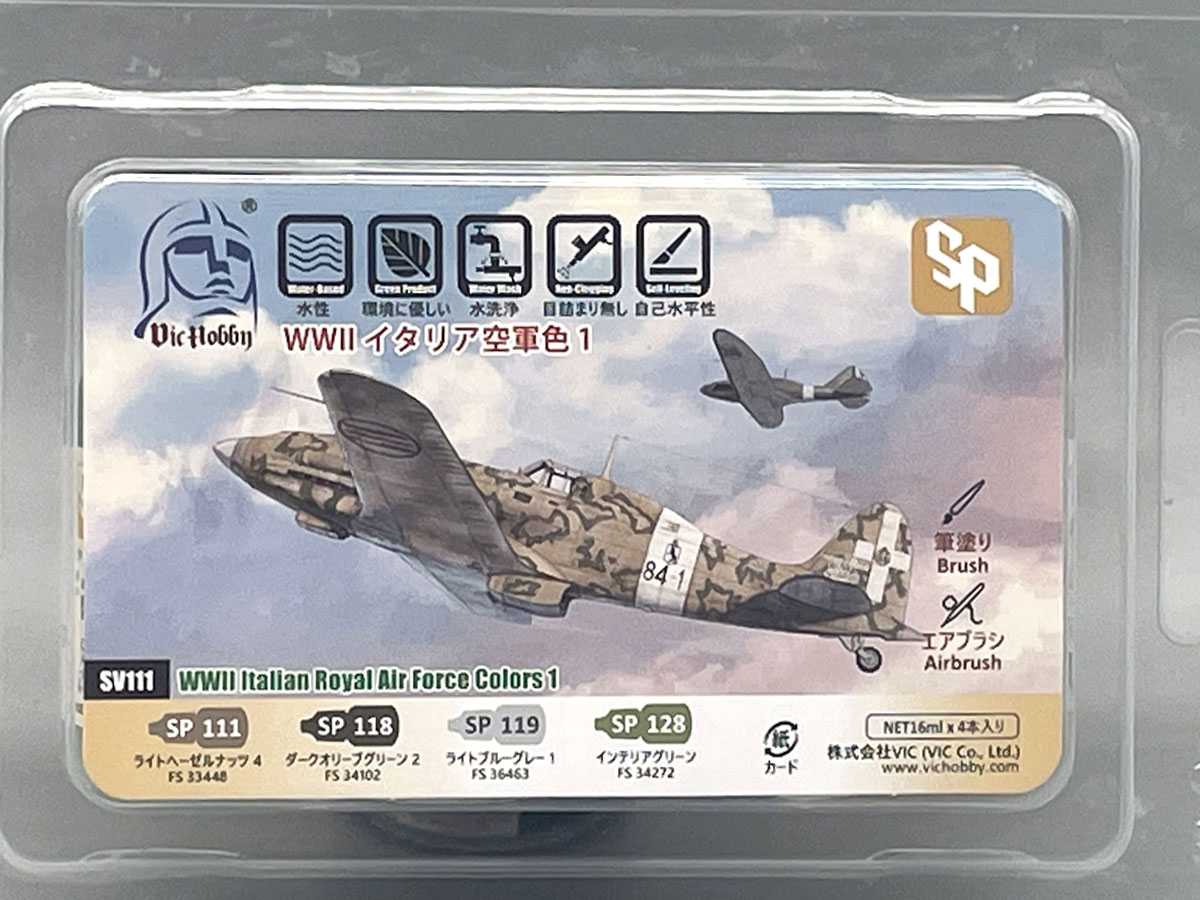 ®
SP
Water-Based Green Product Water Wash Non-Clogging Self-Leveling
水性 環境に優しい 水洗浄 目詰まり無し 自己水平性
VicHobby
WWII イタリア空軍色 1
84-1
筆塗り
Brush
エアブラシ
Airbrush
SV111 WWII Italian Royal Air Force Colors 1
SP 111 SP 118 SP 119 SP 128
ライトヘーゼルナッツ 4 ダークオリーブグリーン 2 ライトブルーグレー 1 インテリアグリーン
FS 33448 FS 34102 FS 36463 FS 34272
紙
カード
NET16ml x 4本入り
株式会社VIC (VIC Co., Ltd.)
www.vichobby.com